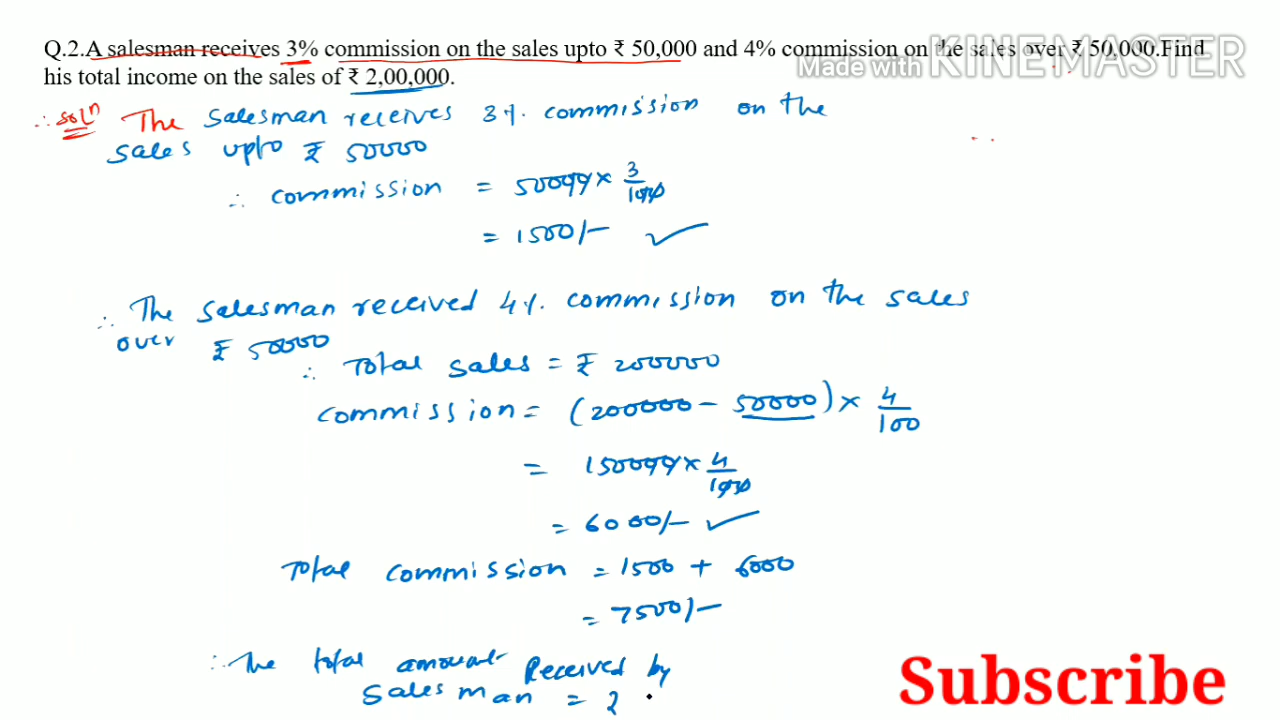 Q.2.A salesman receives 3% commission on the sales upto ₹ 50,000 and 4% commission on the sales over ₹ 50,000.Find
his total income on the sales of ₹ 2,00,000.
Made with KINEMASTER
∴ solⁿ The salesman receives 3%. commission on the
sales upto ₹ 50000
∴ commission = 50000 × 3/100
= 1500/-
∴ The salesman received 4%. commission on the sales
over ₹ 50000
∴ Total sales = ₹ 200000
commission = (200000 - 50000) × 4/100
= 150000 × 4/100
= 6000/-
Total commission = 1500 + 6000
= 7500/-
∴ The total amount Received by
Salesman = 2
Subscribe